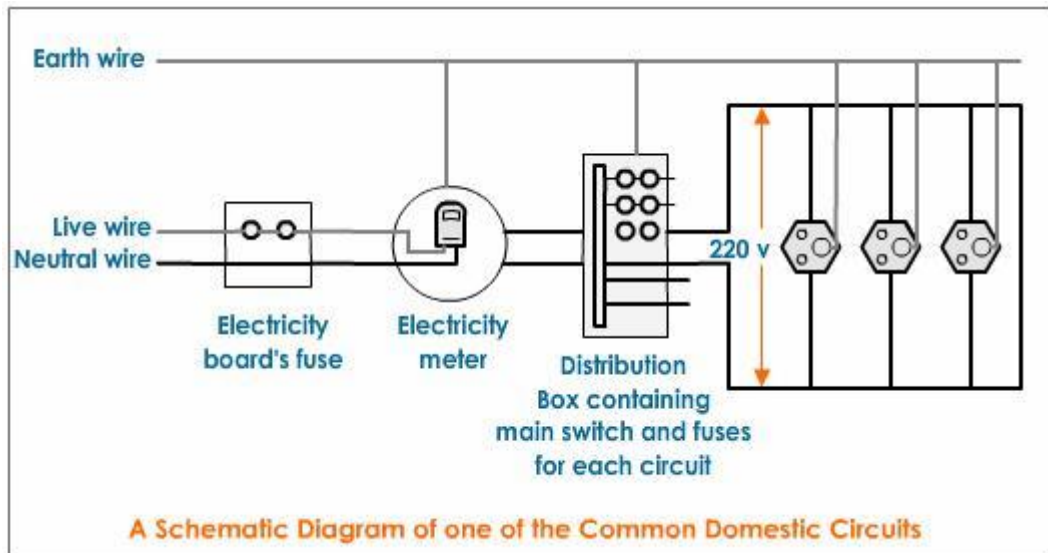 Earth wire
Live wire
Neutral wire
220 v
Electricity
board's fuse
Electricity
meter
Distribution
Box containing
main switch and fuses
for each circuit
A Schematic Diagram of one of the Common Domestic Circuits